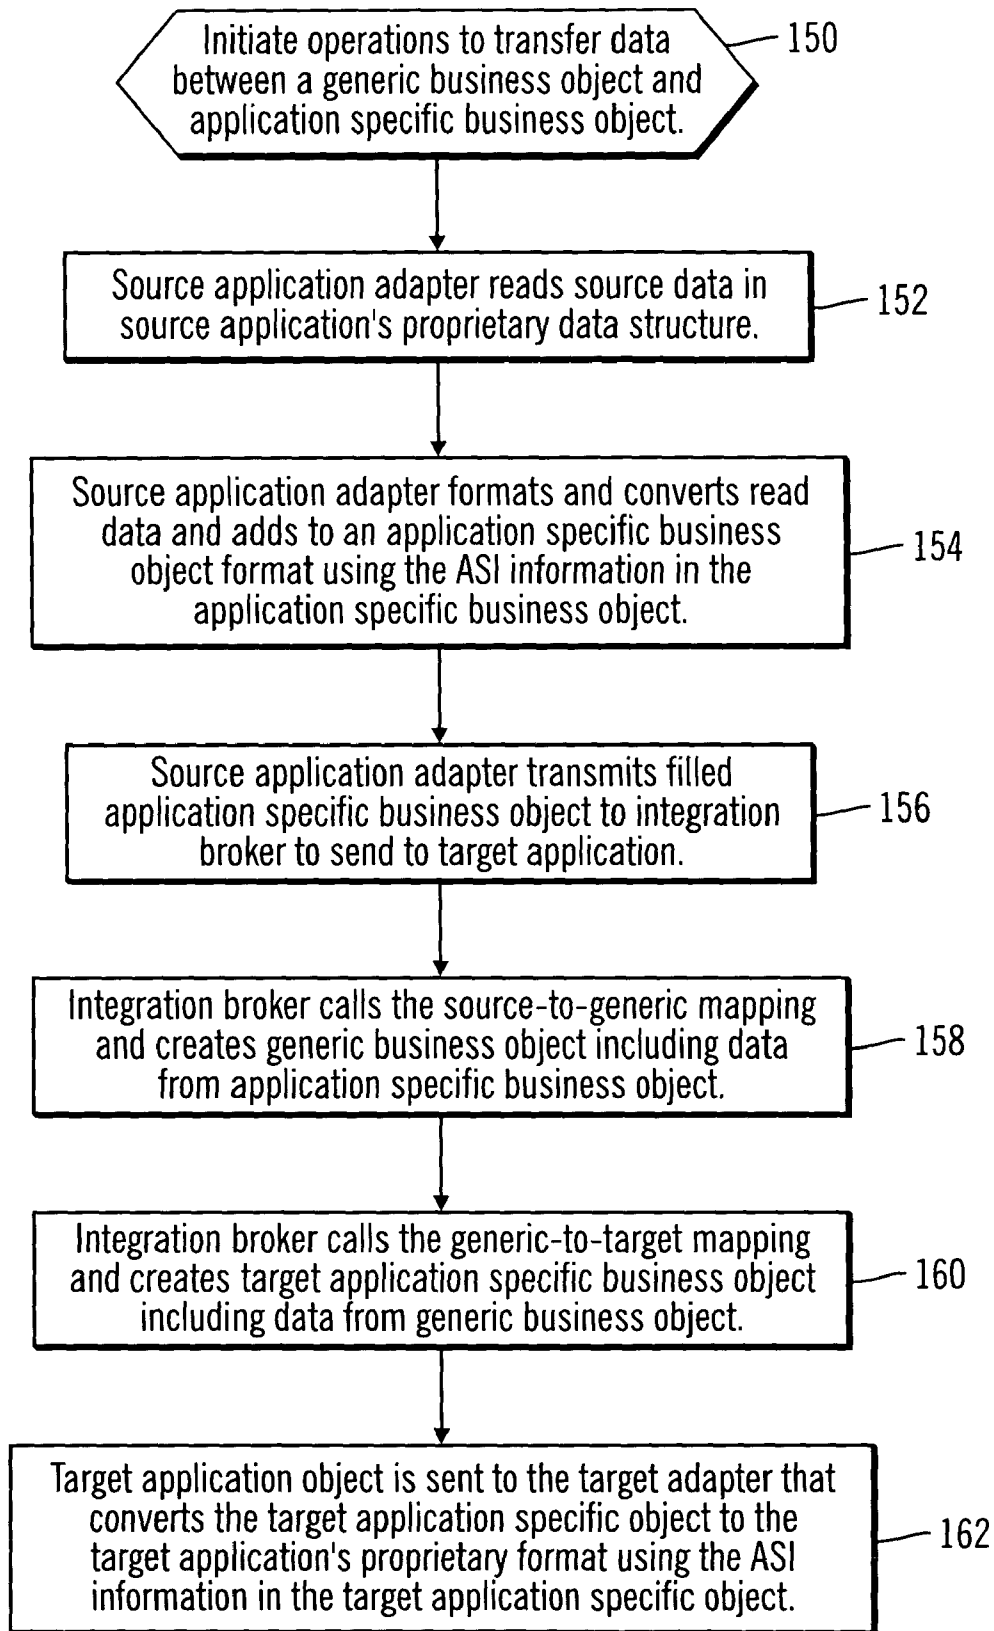 Initiate operations to transfer data
between a generic business object and
application specific business object.
150
Source application adapter reads source data in
source application's proprietary data structure.
152
Source application adapter formats and converts read
data and adds to an application specific business
object format using the ASI information in the
application specific business object.
154
Source application adapter transmits filled
application specific business object to integration
broker to send to target application.
156
Integration broker calls the source-to-generic mapping
and creates generic business object including data
from application specific business object.
158
Integration broker calls the generic-to-target mapping
and creates target application specific business object
including data from generic business object.
160
Target application object is sent to the target adapter that
converts the target application specific object to the
target application's proprietary format using the ASI
information in the target application specific object.
162